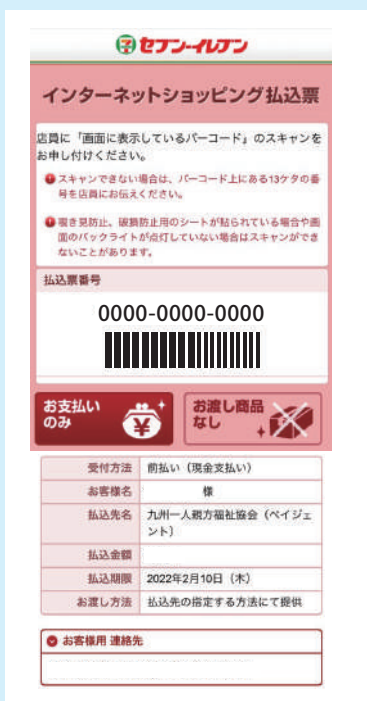 セブン-イレブン
インターネットショッピング払込票
店員に「画面に表示しているバーコード」のスキャンを
お申し付けください。
スキャンできない場合は、バーコード上にある13ケタの番
号を店員にお伝えください。
覗き見防止、破損防止用のシートが貼られている場合や画
面のバックライトが点灯していない場合はスキャンができ
ないことがあります。
払込票番号
0000-0000-0000
お支払い
のみ
お渡し商品
なし
受付方法 前払い（現金支払い）
お客様名 様
払込先名 九州一人親方福祉協会（ペイジェ
ント）
払込金額
払込期限 2022年2月10日（木）
お渡し方法 払込先の指定する方法にて提供
お客様用 連絡先